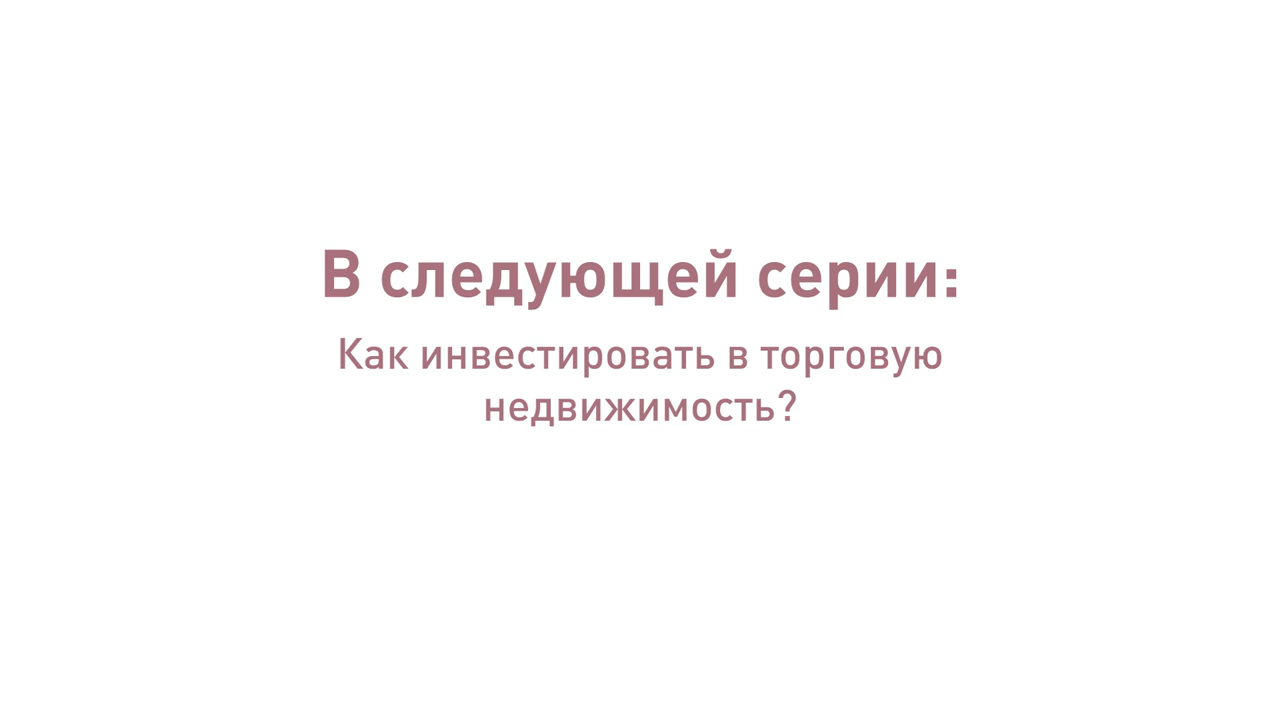 В следующей серии:
Как инвестировать в торговую
недвижимость?